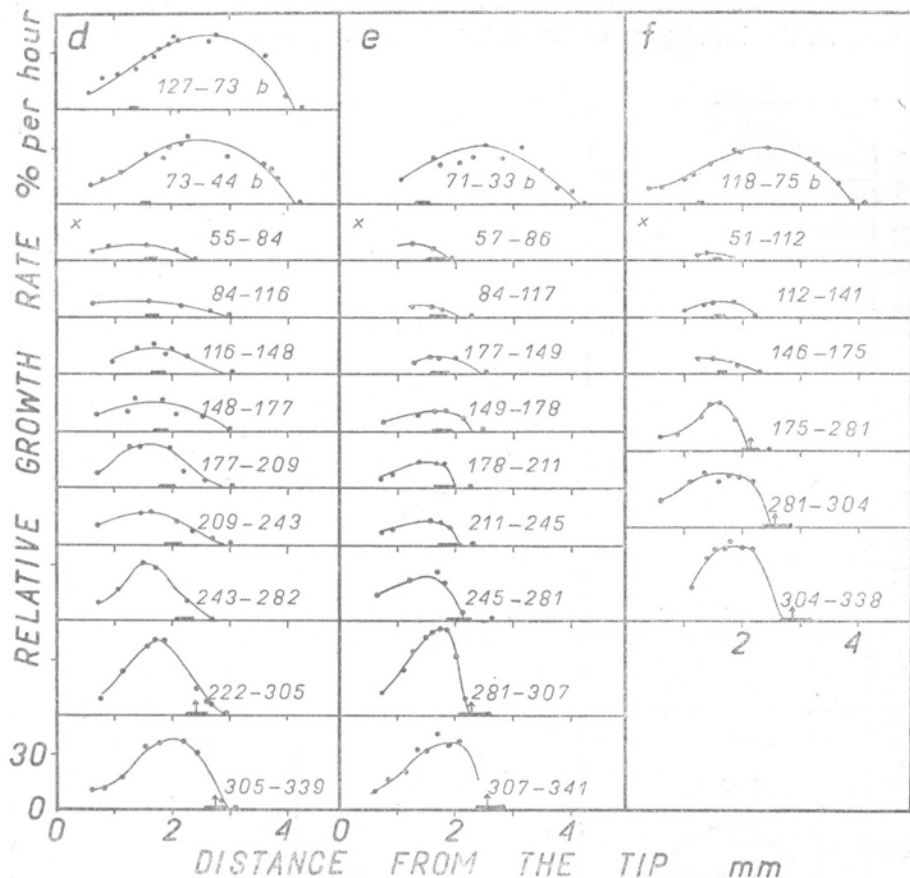 d e f
127-73 b
73-44 b 71-33 b 118-75 b
x x x
55-84 57-86 51-112
84-116 84-117 112-141
116-148 177-149 146-175
148-177 149-178 175-281
177-209 178-211
209-243 211-245 281-304
243-282 245-281 304-338
2 4
222-305 281-307
305-339 307-341
30
0
0 2 4 0 2 4
RELATIVE GROWTH RATE % per hour
DISTANCE FROM THE TIP mm